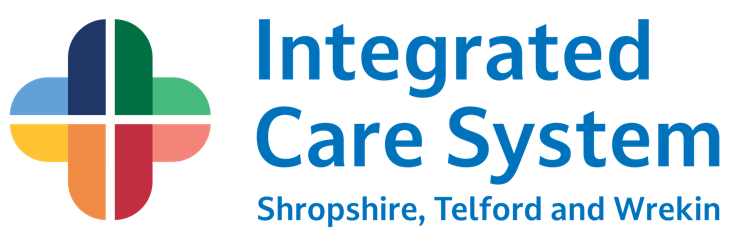 Integrated
Care System
Shropshire, Telford and Wrekin